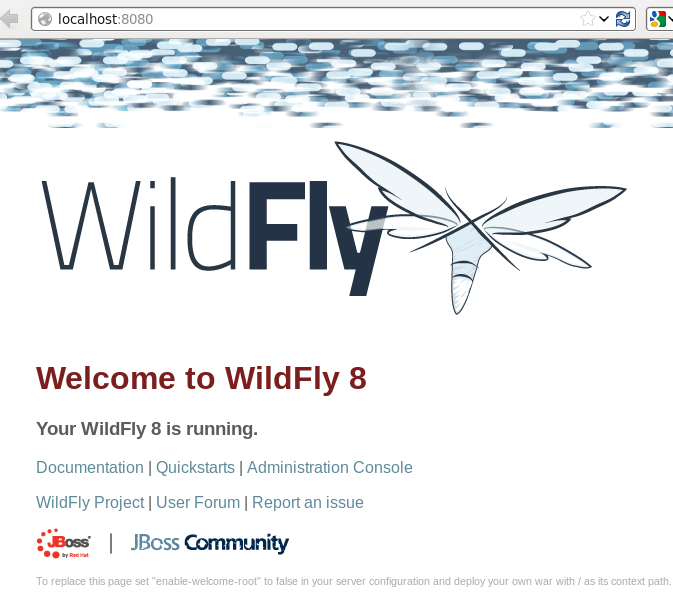 localhost:8080
WildFly
Welcome to WildFly 8
Your WildFly 8 is running.
Documentation | Quickstarts | Administration Console
WildFly Project | User Forum | Report an issue
JBoss by Red Hat | JBoss Community
To replace this page set "enable-welcome-root" to false in your server configuration and deploy your own war with / as its context path.